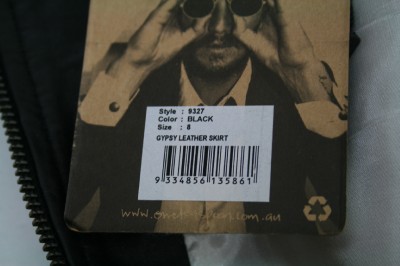 Style : 9327
Color : BLACK
Size : 8
GYPSY LEATHER SKIRT
9 334856 135861